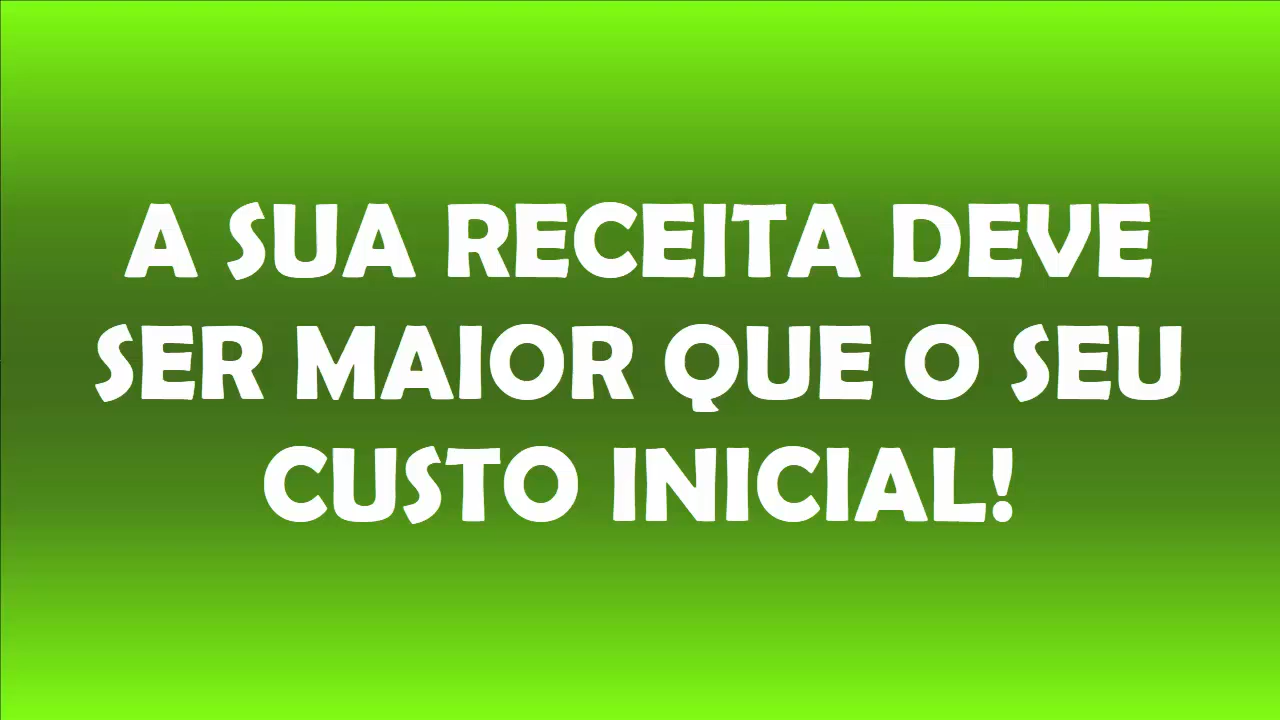 A SUA RECEITA DEVE
SER MAIOR QUE O SEU
CUSTO INICIAL!